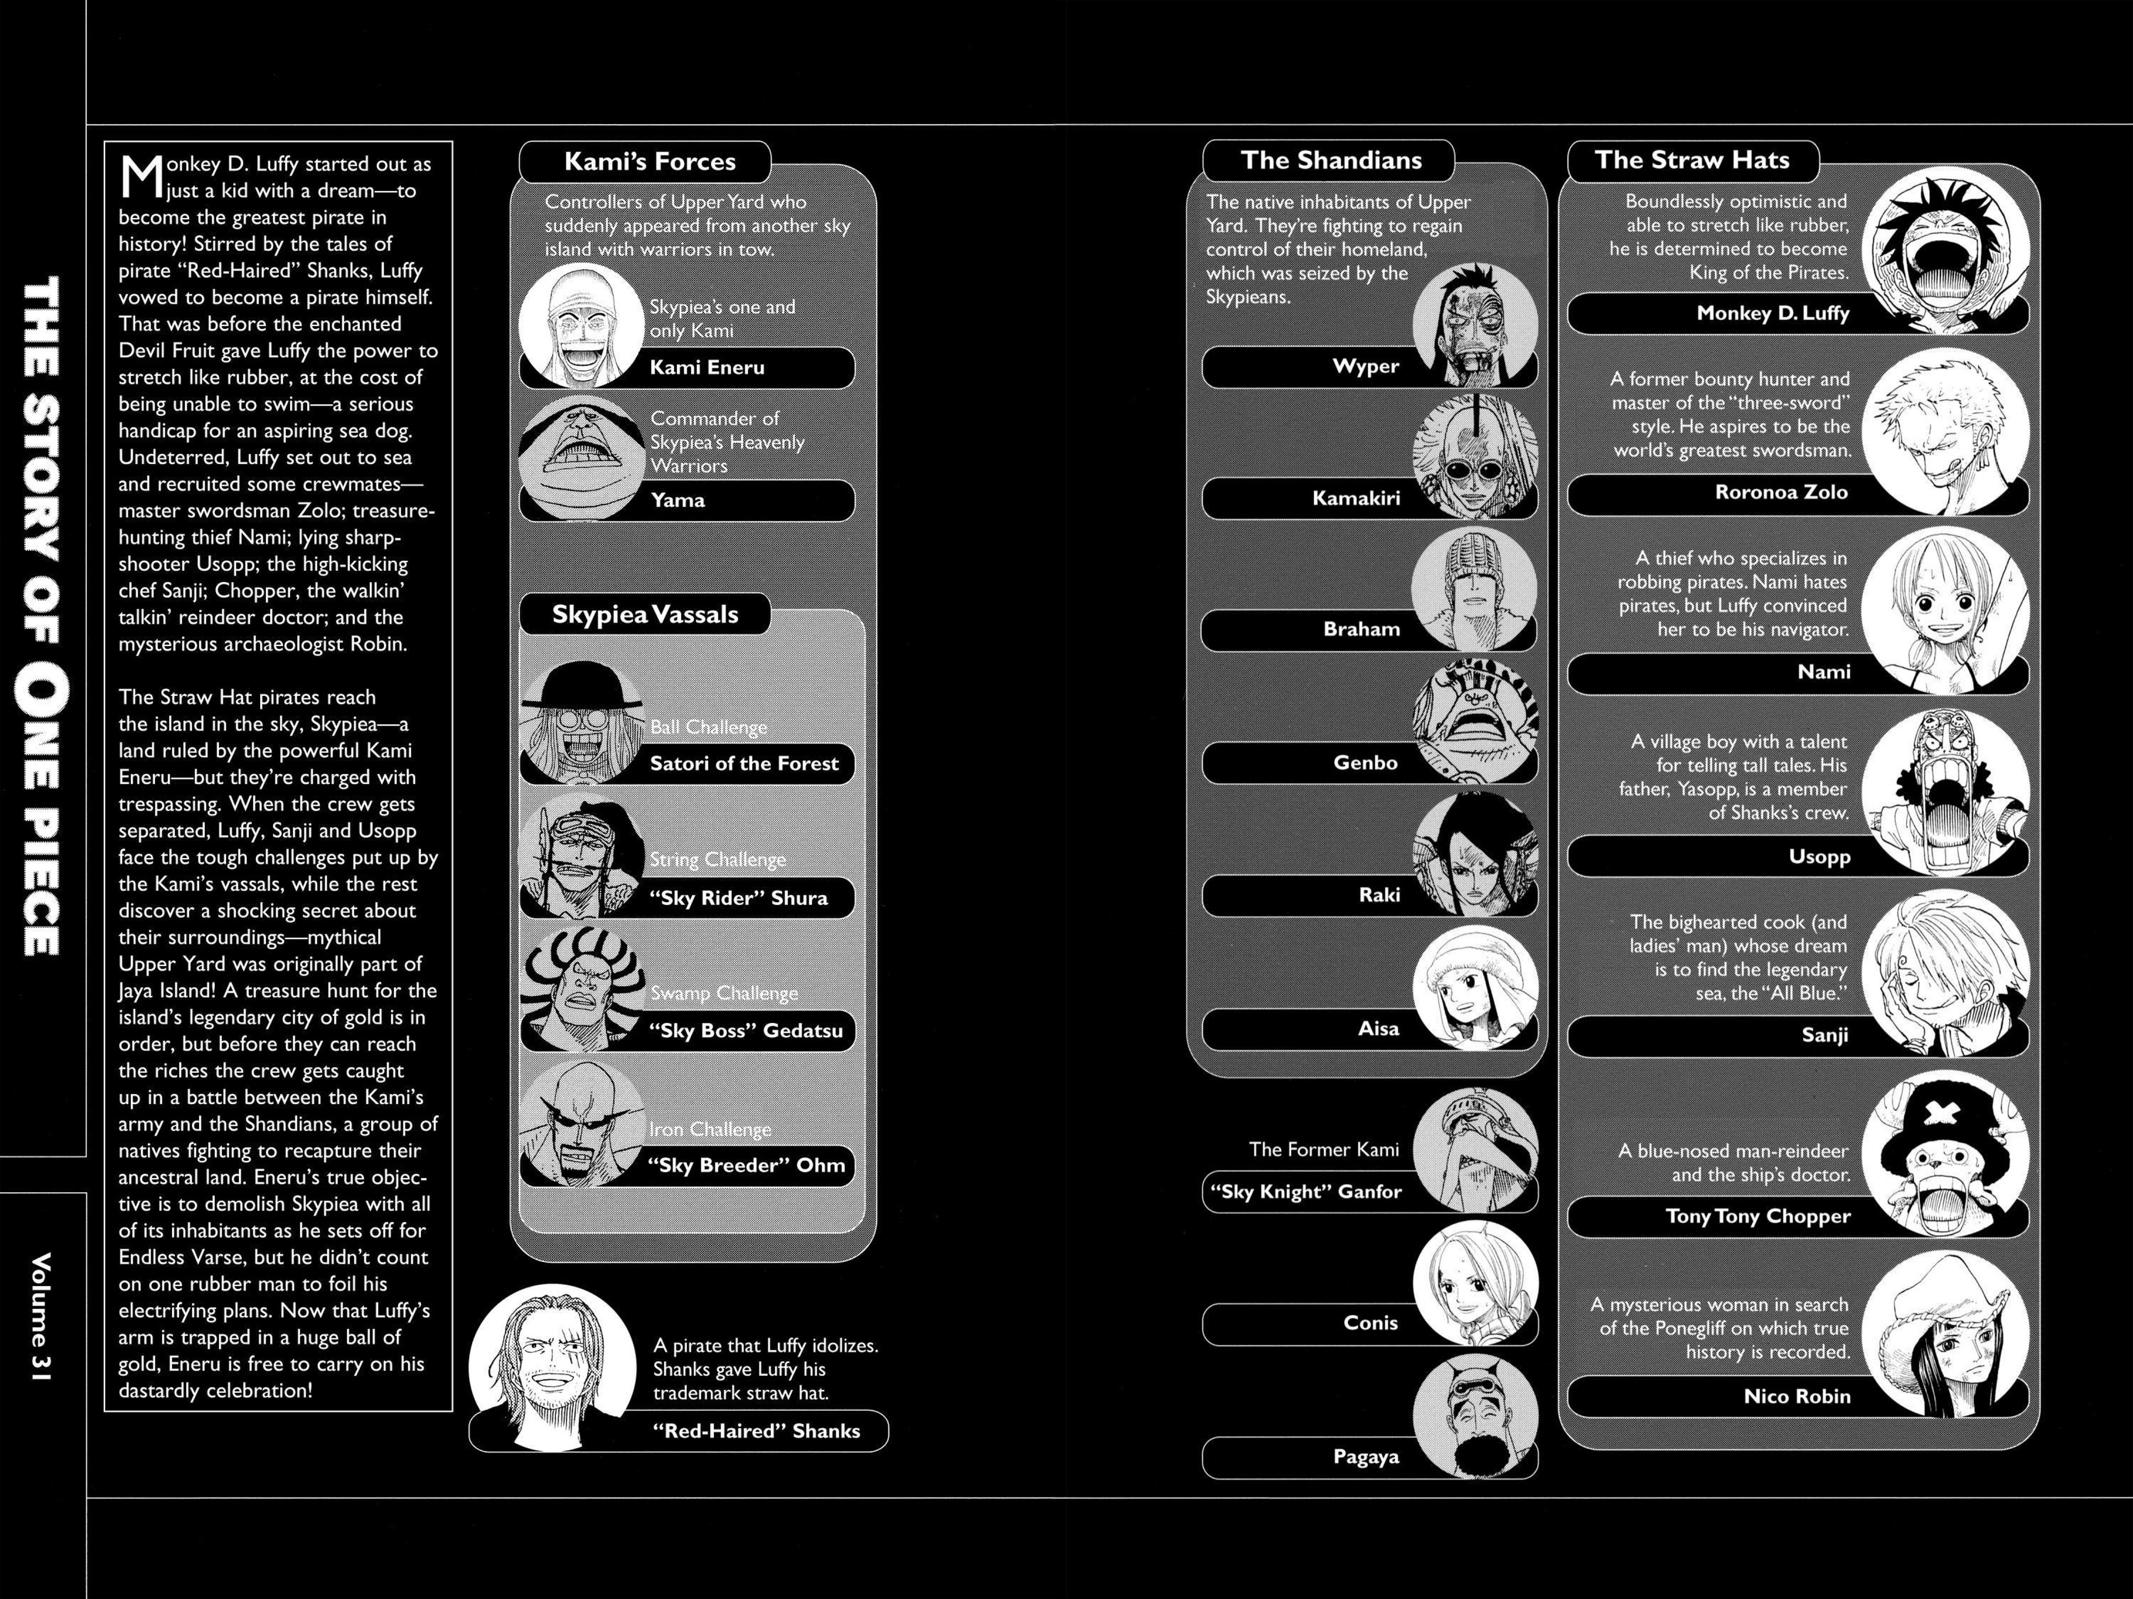 THE STORY OF ONE PIECE
Volume 31
Monkey D. Luffy started out as
just a kid with a dream—to
become the greatest pirate in
history! Stirred by the tales of
pirate “Red-Haired” Shanks, Luffy
vowed to become a pirate himself.
That was before the enchanted
Devil Fruit gave Luffy the power to
stretch like rubber, at the cost of
being unable to swim—a serious
handicap for an aspiring sea dog.
Undeterred, Luffy set out to sea
and recruited some crewmates—
master swordsman Zolo; treasure-
hunting thief Nami; lying sharp-
shooter Usopp; the high-kicking
chef Sanji; Chopper, the walkin’
talkin’ reindeer doctor; and the
mysterious archaeologist Robin.
The Straw Hat pirates reach
the island in the sky, Skypiea—a
land ruled by the powerful Kami
Eneru—but they’re charged with
trespassing. When the crew gets
separated, Luffy, Sanji and Usopp
face the tough challenges put up by
the Kami’s vassals, while the rest
discover a shocking secret about
their surroundings—mythical
Upper Yard was originally part of
Jaya Island! A treasure hunt for the
island’s legendary city of gold is in
order, but before they can reach
the riches the crew gets caught
up in a battle between the Kami’s
army and the Shandians, a group of
natives fighting to recapture their
ancestral land. Eneru’s true objec-
tive is to demolish Skypiea with all
of its inhabitants as he sets off for
Endless Varse, but he didn’t count
on one rubber man to foil his
electrifying plans. Now that Luffy’s
arm is trapped in a huge ball of
gold, Eneru is free to carry on his
dastardly celebration!
Kami’s Forces
Controllers of Upper Yard who
suddenly appeared from another sky
island with warriors in tow.
Skypiea’s one and
only Kami
Kami Eneru
Commander of
Skypiea’s Heavenly
Warriors
Yama
Skypiea Vassals
Ball Challenge
Satori of the Forest
String Challenge
“Sky Rider” Shura
Swamp Challenge
“Sky Boss” Gedatsu
Iron Challenge
“Sky Breeder” Ohm
A pirate that Luffy idolizes.
Shanks gave Luffy his
trademark straw hat.
“Red-Haired” Shanks
The Shandians
The native inhabitants of Upper
Yard. They’re fighting to regain
control of their homeland,
which was seized by the
Skypieans.
Wyper
Kamakiri
Braham
Genbo
Raki
Aisa
The Former Kami
“Sky Knight” Ganfor
Conis
Pagaya
The Straw Hats
Boundlessly optimistic and
able to stretch like rubber,
he is determined to become
King of the Pirates.
Monkey D. Luffy
A former bounty hunter and
master of the “three-sword”
style. He aspires to be the
world’s greatest swordsman.
Roronoa Zolo
A thief who specializes in
robbing pirates. Nami hates
pirates, but Luffy convinced
her to be his navigator.
Nami
A village boy with a talent
for telling tall tales. His
father, Yasopp, is a member
of Shanks’s crew.
Usopp
The bighearted cook (and
ladies’ man) whose dream
is to find the legendary
sea, the “All Blue.”
Sanji
A blue-nosed man-reindeer
and the ship’s doctor.
Tony Tony Chopper
A mysterious woman in search
of the Ponegliff on which true
history is recorded.
Nico Robin